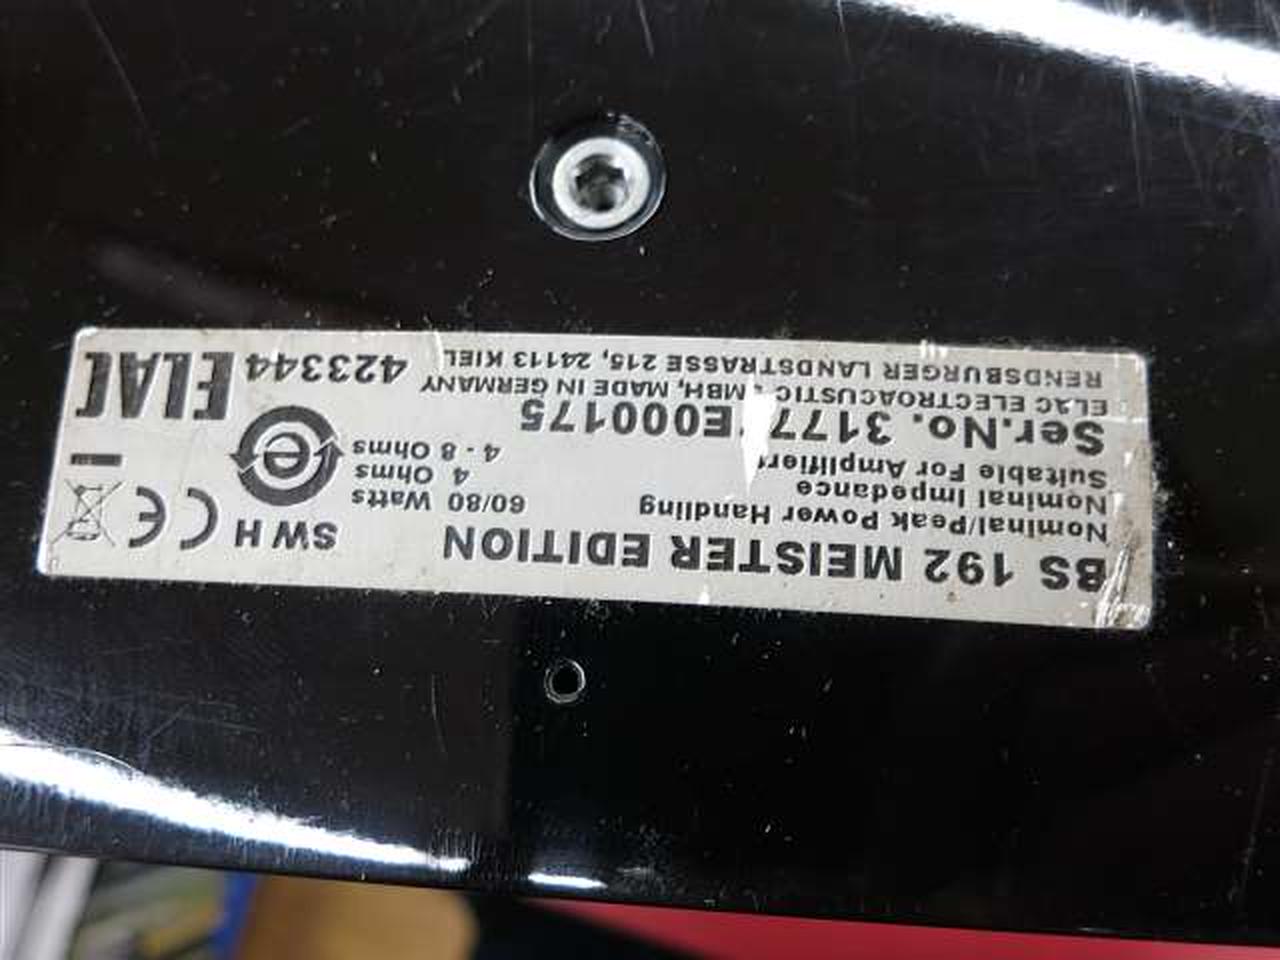 BS 192 MEISTER EDITION
SW H
CE
Nominal/Peak Power Handling 60/80 Watts
Nominal Impedance 4 Ohms
Suitable For Amplifier 4 - 8 Ohms
e
Ser.No. 3177 E000175
ELAC ELECTROACUSTIC MBH, MADE IN GERMANY
RENDSBURGER LANDSTRASSE 215, 24113 KIEL
423344
ELAC